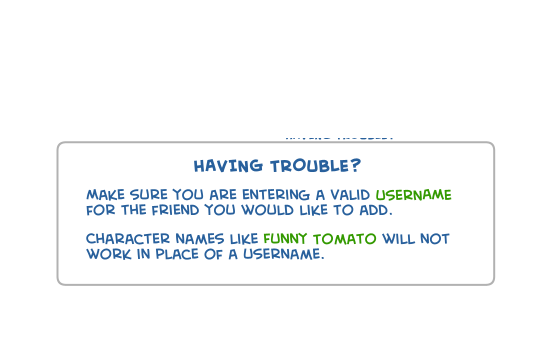 HAVING TROUBLE?
MAKE SURE YOU ARE ENTERING A VALID USERNAME
FOR THE FRIEND YOU WOULD LIKE TO ADD.
CHARACTER NAMES LIKE FUNNY TOMATO WILL NOT
WORK IN PLACE OF A USERNAME.